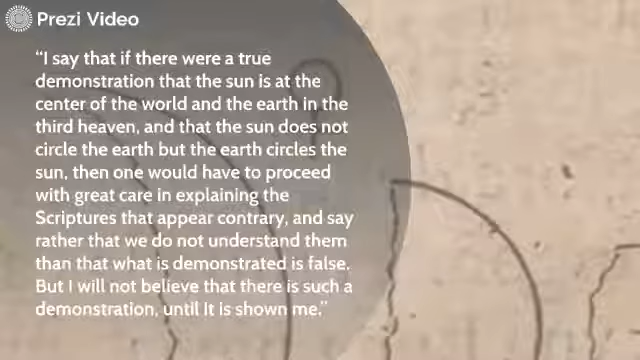 Prezi Video
“I say that if there were a true
demonstration that the sun is at the
center of the world and the earth in the
third heaven, and that the sun does not
circle the earth but the earth circles the
sun, then one would have to proceed
with great care in explaining the
Scriptures that appear contrary, and say
rather that we do not understand them
than that what is demonstrated is false.
But I will not believe that there is such a
demonstration, until it is shown me.”